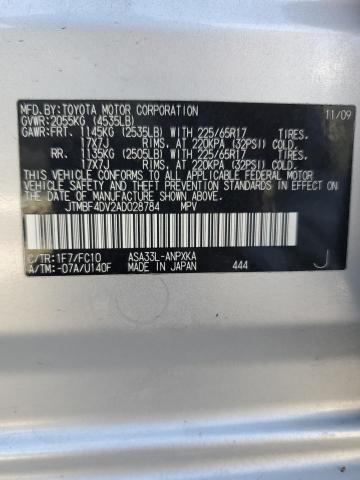 MFD.BY:TOYOTA MOTOR CORPORATION 11/09
GVWR:2055KG (4535LB)
GAWR:FRT. 1145KG (2535LB) WITH 225/65R17 TIRES,
17X7J RIMS, AT 220KPA (32PSI) COLD.
RR. 1135KG (2505LB) WITH 225/65R17 TIRES,
17X7J RIMS, AT 220KPA (32PSI) COLD.
THIS VEHICLE CONFORMS TO ALL APPLICABLE FEDERAL MOTOR
VEHICLE SAFETY, AND THEFT PREVENTION STANDARDS IN EFFECT ON
THE DATE OF MANUFACTURE SHOWN ABOVE.
JTMBF4DV2AD028784 MPV
C/TR:1F7/FC10 ASA33L-ANPXKA
A/TM:-07A/U140F MADE IN JAPAN 444 J